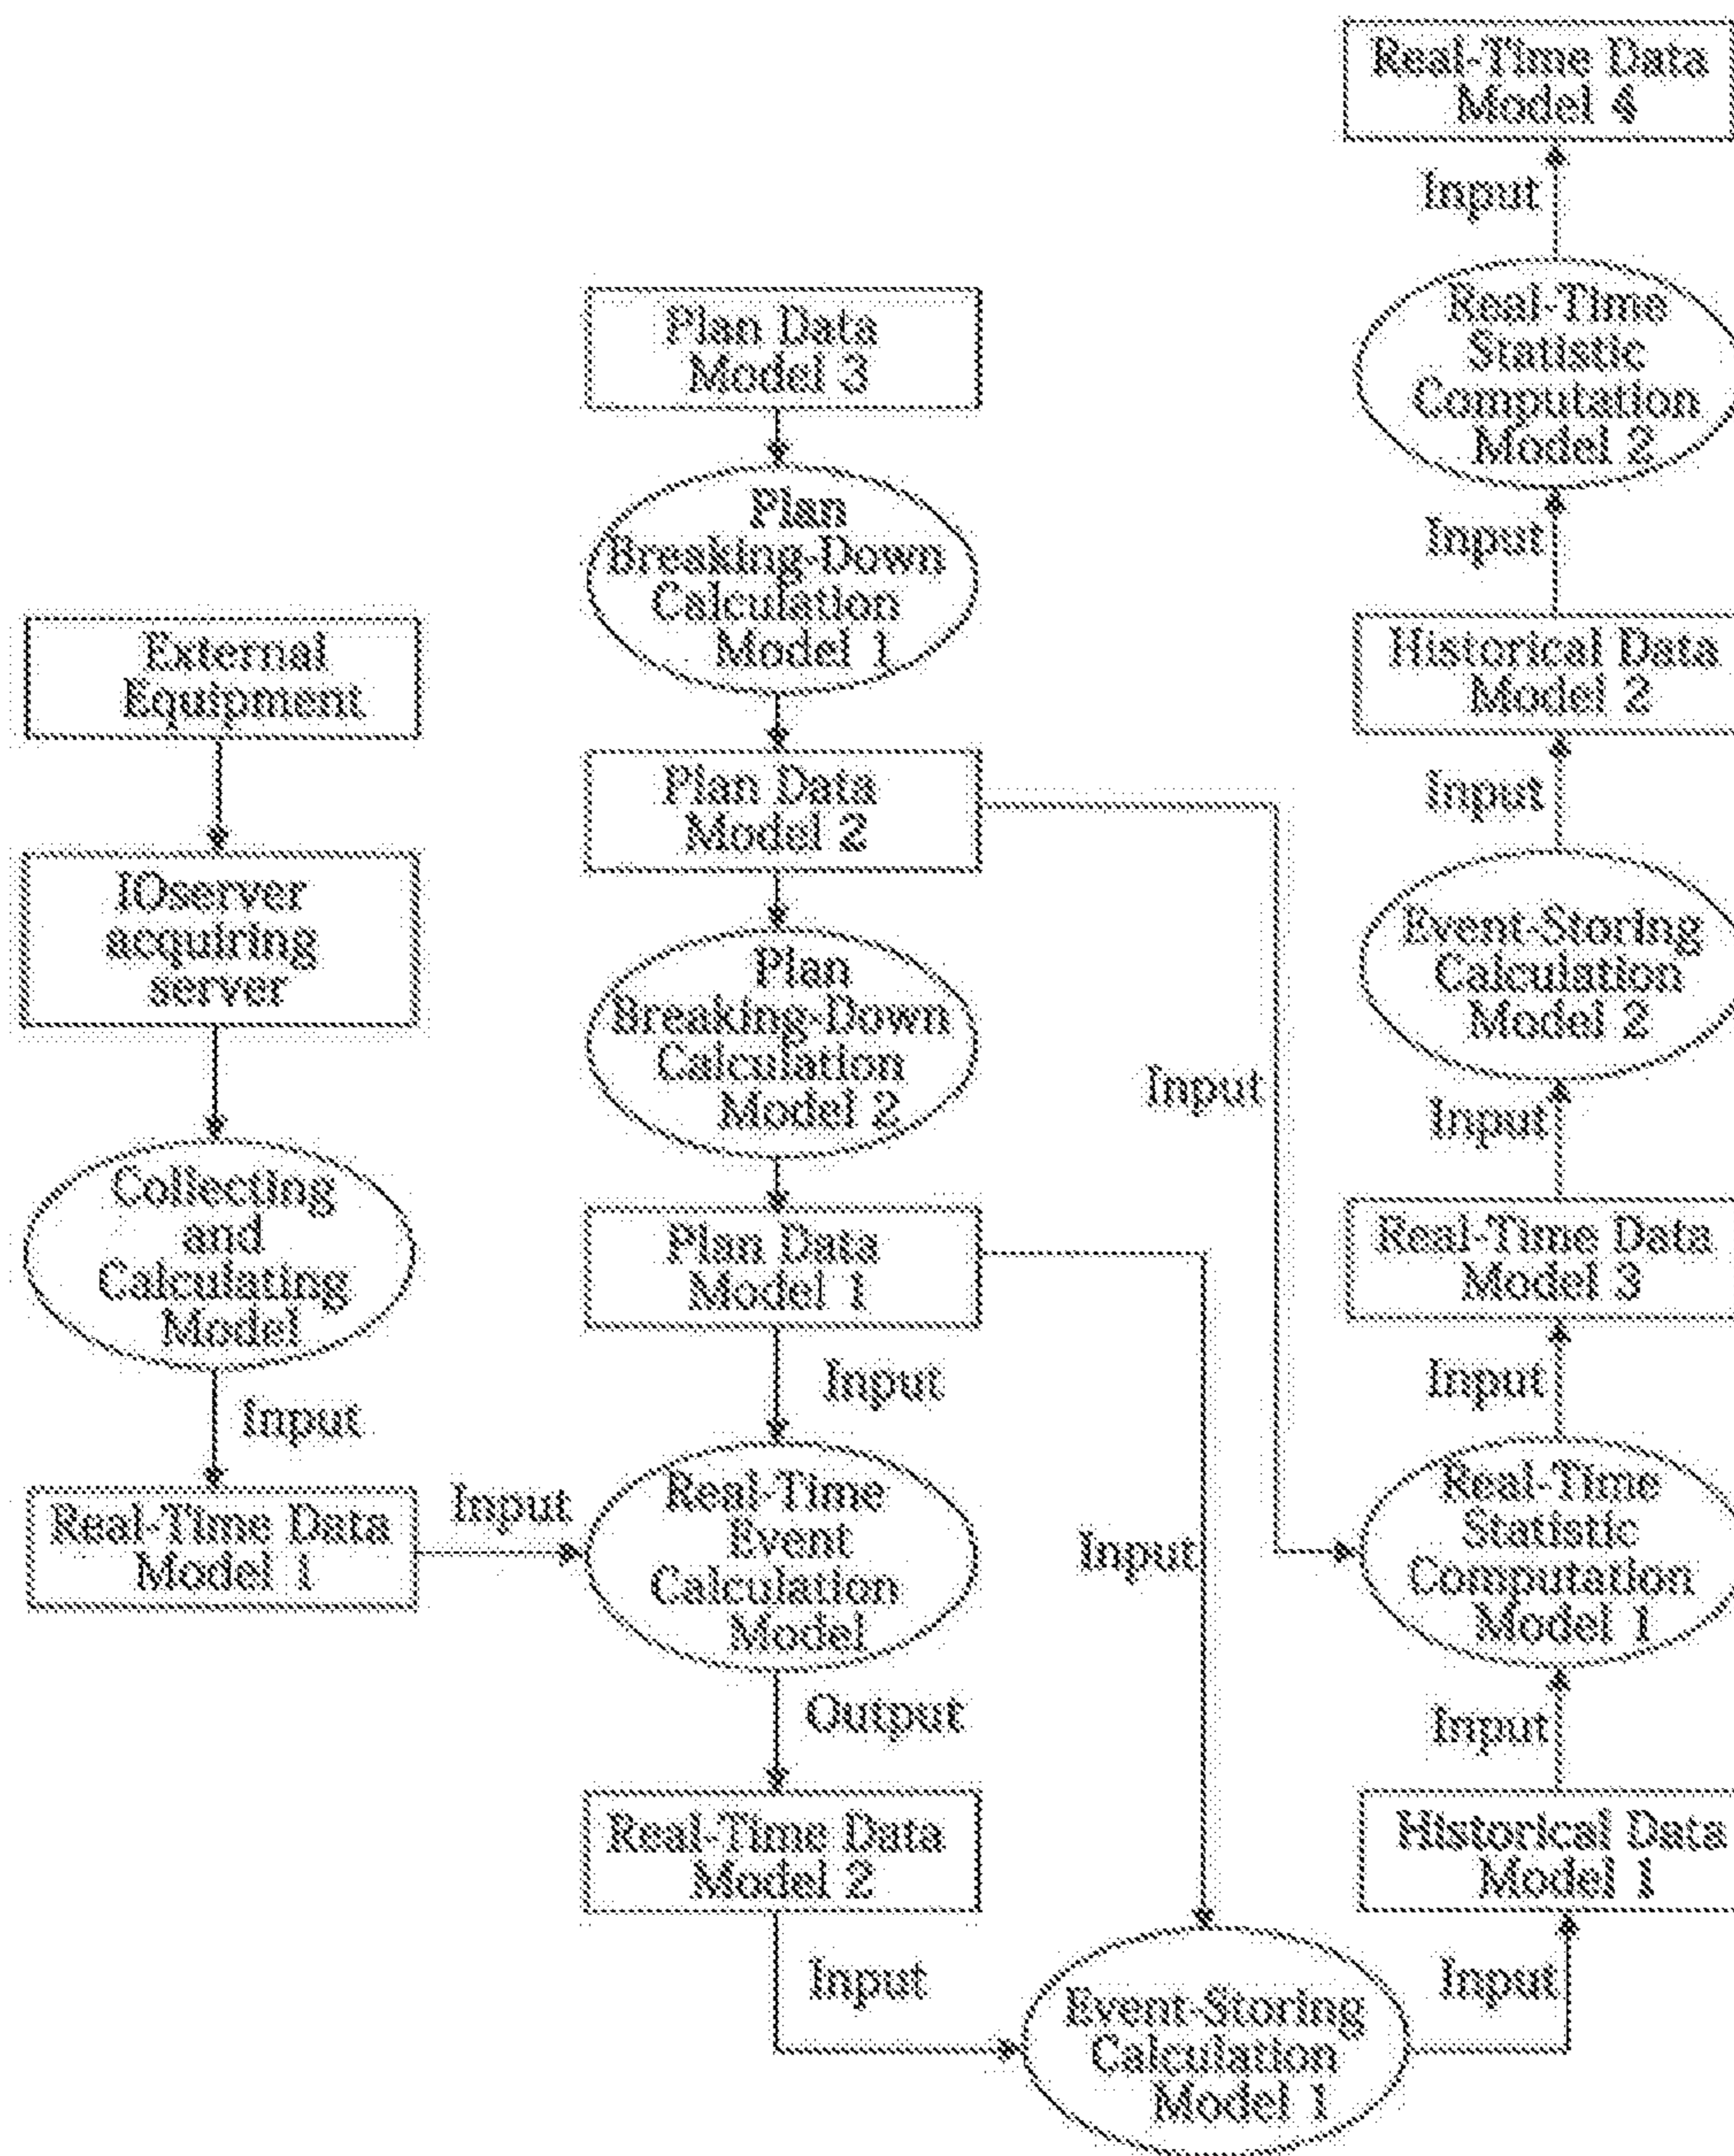 External
Equipment
IOserver
acquiring
server
Collecting
and
Calculating
Model
Input
Real-Time Data
Model 1
Input
Plan Data
Model 3
Plan
Breaking-Down
Calculation
Model 1
Plan Data
Model 2
Plan
Breaking-Down
Calculation
Model 2
Plan Data
Model 1
Input
Real-Time
Event
Calculation
Model
Output
Real-Time Data
Model 2
Input
Input
Input
Event-Storing
Calculation
Model 1
Input
Historical Data
Model 1
Input
Real-Time
Statistic
Computation
Model 1
Input
Real-Time Data
Model 3
Input
Event-Storing
Calculation
Model 2
Input
Historical Data
Model 2
Input
Real-Time
Statistic
Computation
Model 2
Input
Real-Time Data
Model 4